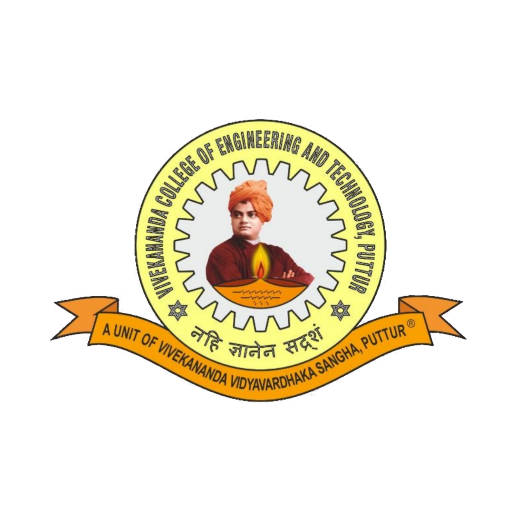 VIVEKANANDA COLLEGE OF ENGINEERING AND TECHNOLOGY, PUTTUR
नहि ज्ञानेन सदृशं
A UNIT OF VIVEKANANDA VIDYAVARDHAKA SANGHA, PUTTUR ®